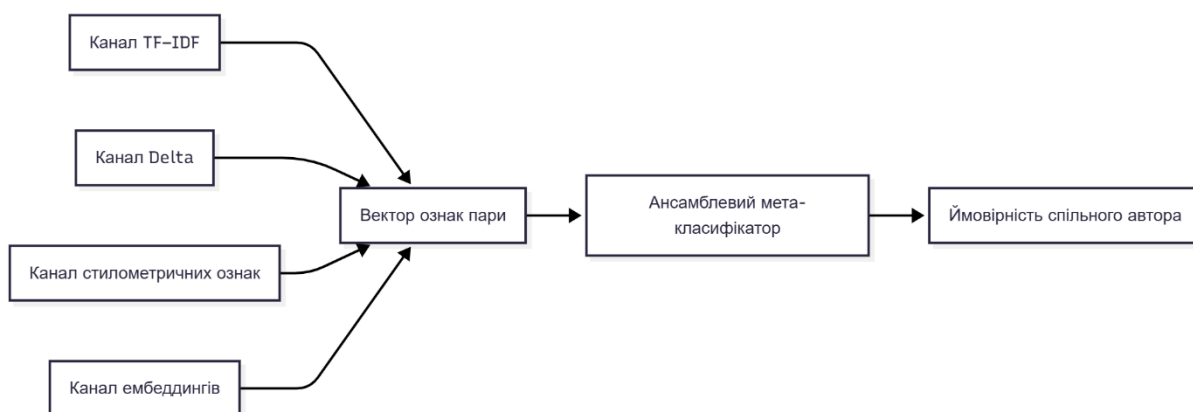 Канал TF-IDF
Канал Delta
Канал стилометричних ознак
Канал ембеддингів
Вектор ознак пари
Ансамблевий мета-
класифікатор
Ймовірність спільного автора